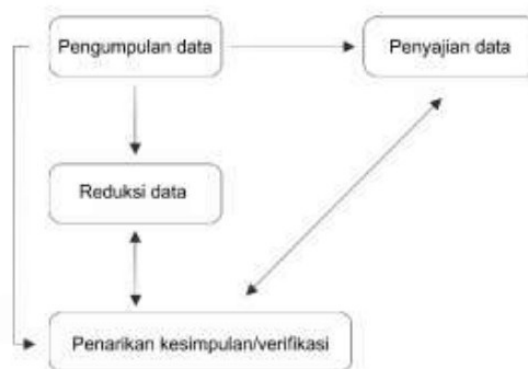 Pengumpulan data
Penyajian data
Reduksi data
Penarikan kesimpulan/verifikasi